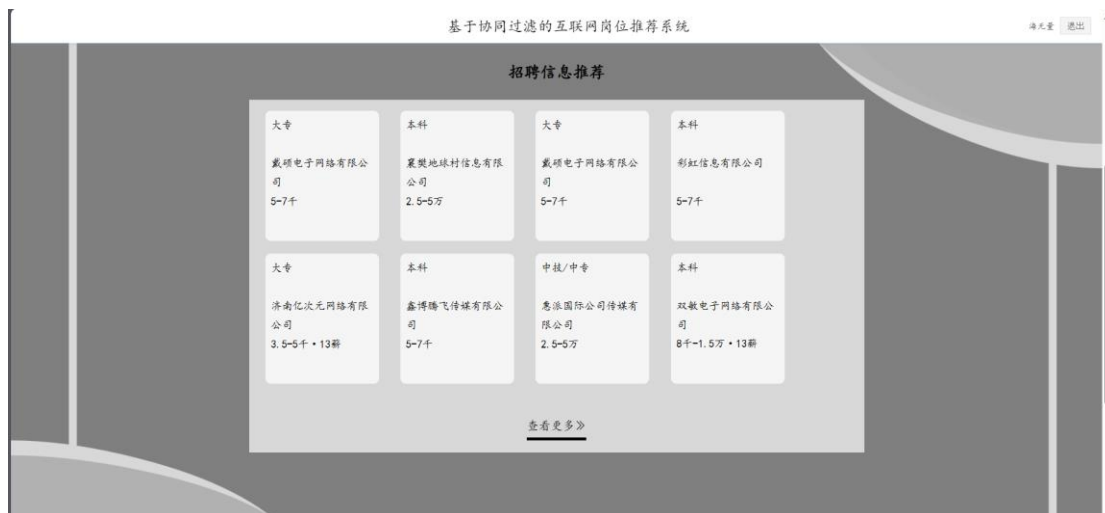 基于协同过滤的互联网岗位推荐系统
海无量 退出
招聘信息推荐
大专
戴硕电子网络有限公
司
5-7千
本科
襄樊地球村信息有限
公司
2.5-5万
大专
戴硕电子网络有限公
司
5-7千
本科
彩虹信息有限公司
5-7千
大专
济南亿次元网络有限
公司
3.5-5千·13薪
本科
鑫博腾飞传媒有限公
司
5-7千
中技/中专
惠派国际公司传媒有
限公司
2.5-5万
本科
双敏电子网络有限公
司
8千-1.5万·13薪
查看更多》